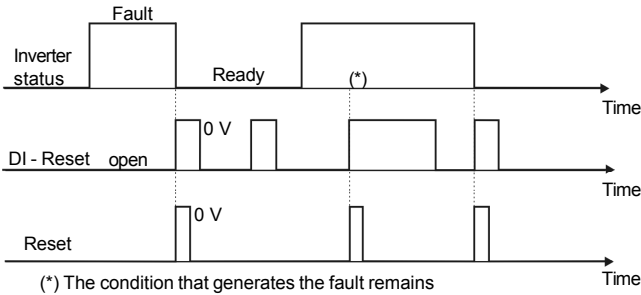 Fault
Inverter
status
Ready
(*)
Time
0 V
DI - Reset open
Time
0 V
Reset
Time
(*) The condition that generates the fault remains